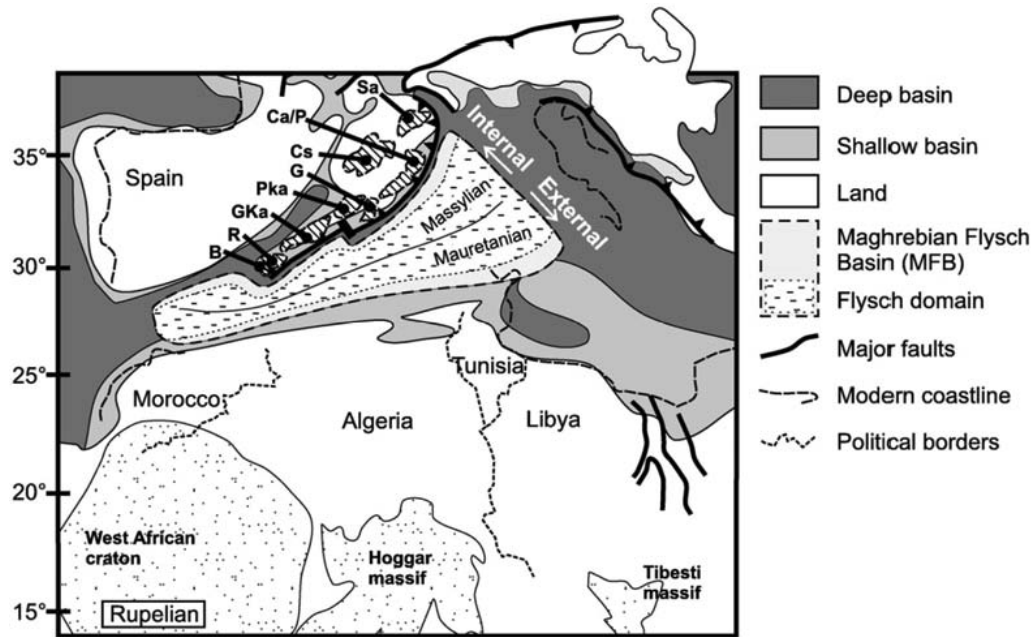 Sa
Ca/P
Cs
G
Pka
GKa
R
B
Spain
Internal
External
Massylian
Mauretanian
35°
30°
25°
20°
15°
Morocco
Algeria
Tunisia
Libya
West African
craton
Hoggar
massif
Tibesti
massif
Rupelian
Deep basin
Shallow basin
Land
Maghrebian Flysch
Basin (MFB)
Flysch domain
Major faults
Modern coastline
Political borders